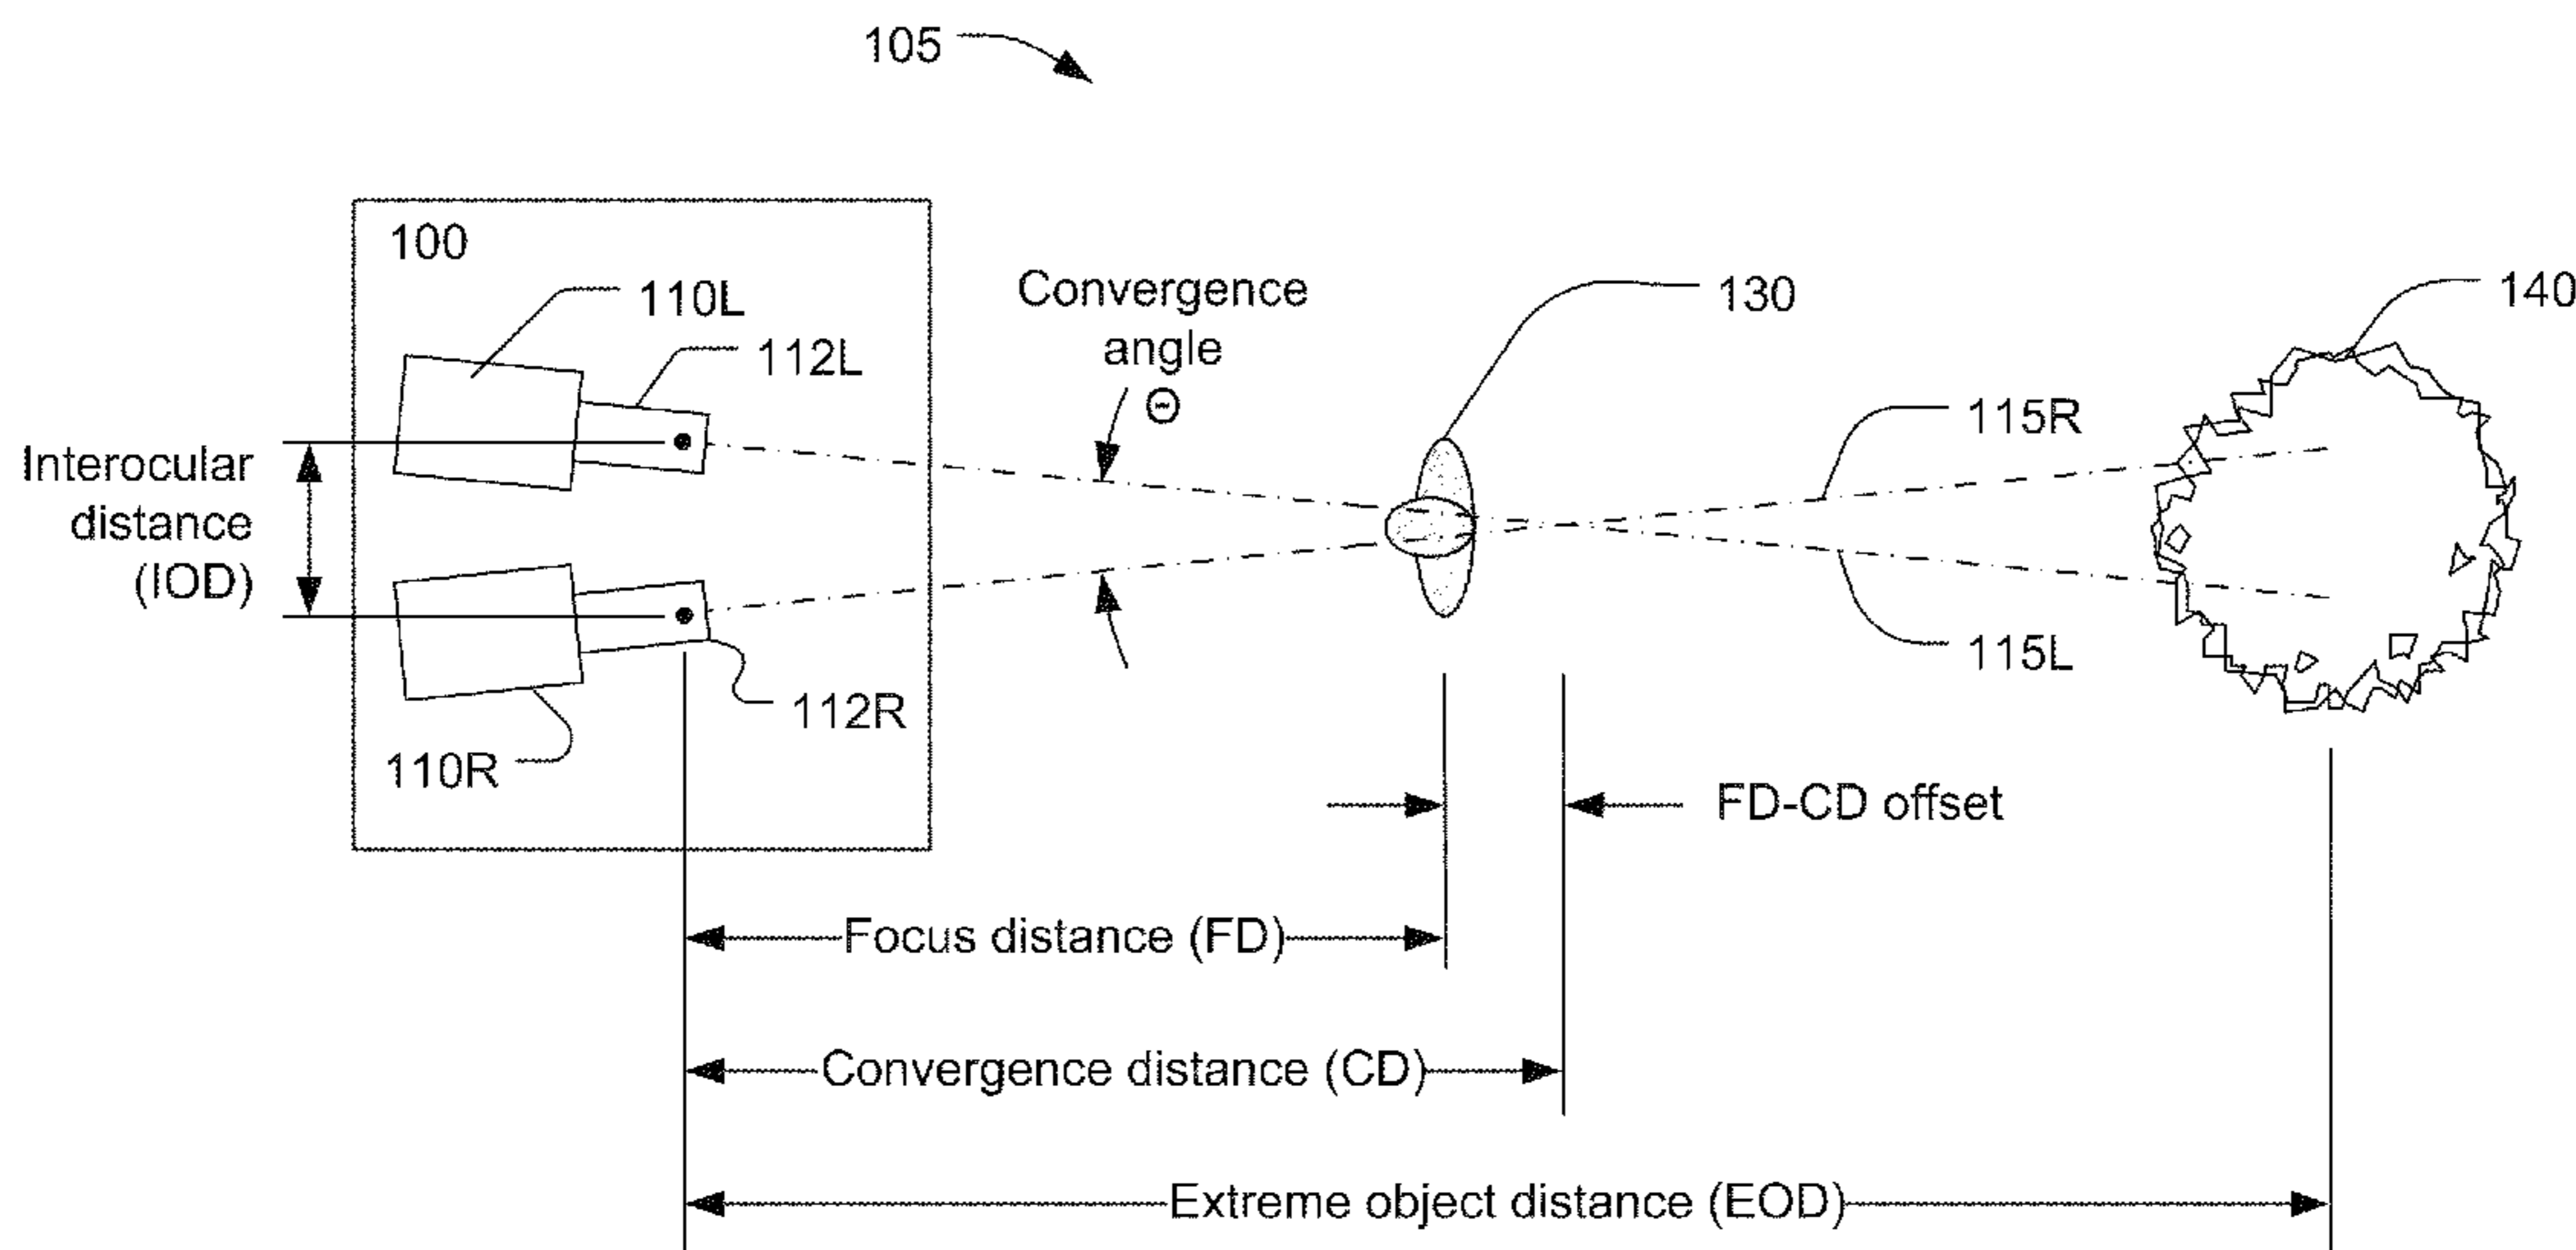 105
100
110L
112L
Convergence
angle
Θ
130
140
115R
Interocular
distance
(IOD)
115L
112R
110R
FD-CD offset
Focus distance (FD)
Convergence distance (CD)
Extreme object distance (EOD)